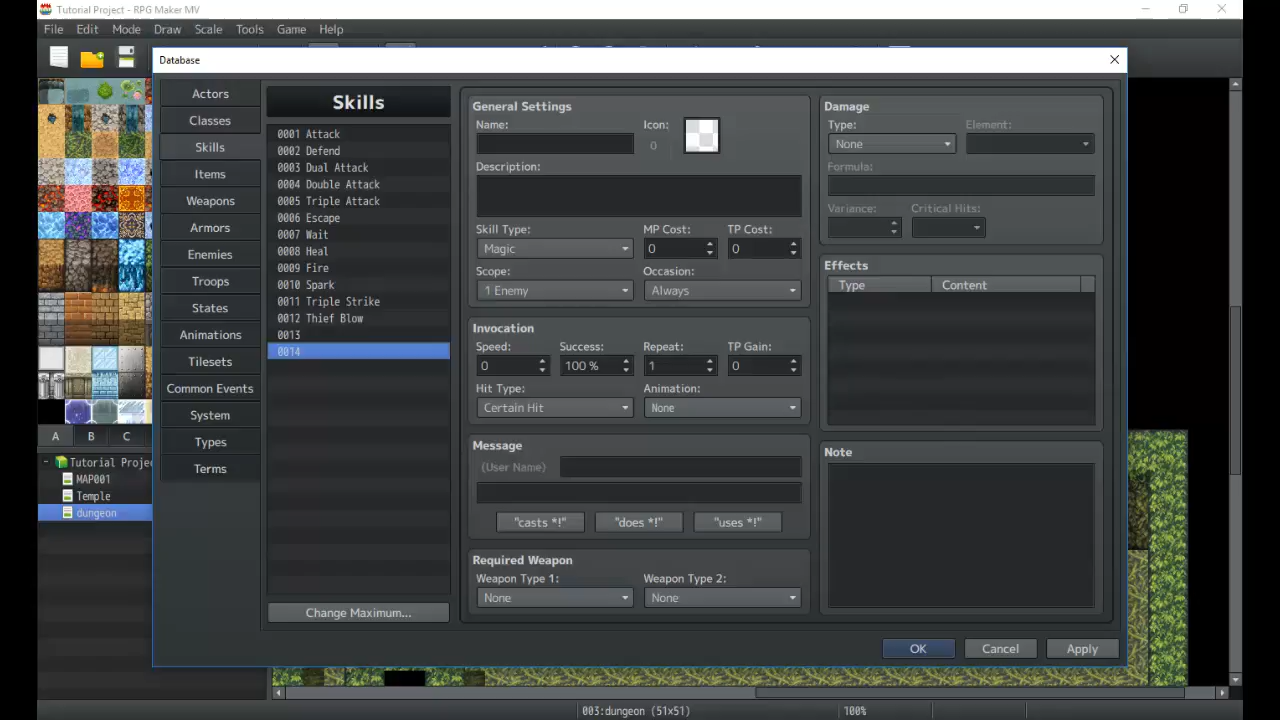 Tutorial Project - RPG Maker MV
File Edit Mode Draw Scale Tools Game Help
Database
Actors
Classes
Skills
Items
Weapons
Armors
Enemies
Troops
States
Animations
Tilesets
Common Events
System
Types
Terms
Skills
0001 Attack
0002 Defend
0003 Dual Attack
0004 Double Attack
0005 Triple Attack
0006 Escape
0007 Wait
0008 Heal
0009 Fire
0010 Spark
0011 Triple Strike
0012 Thief Blow
0013
0014
Change Maximum...
General Settings
Name: Icon:
0
Description:
Skill Type: MP Cost: TP Cost:
Magic 0 0
Scope: Occasion:
1 Enemy Always
Invocation
Speed: Success: Repeat: TP Gain:
0 100 % 1 0
Hit Type: Animation:
Certain Hit None
Message
(User Name)
"casts *!" "does *!" "uses *!"
Required Weapon
Weapon Type 1: Weapon Type 2:
None None
Damage
Type: Element:
None
Formula:
Variance: Critical Hits:
Effects
Type Content
Note
OK Cancel Apply
A B C
Tutorial Proje
MAP001
Temple
dungeon
003:dungeon (51x51) 100%